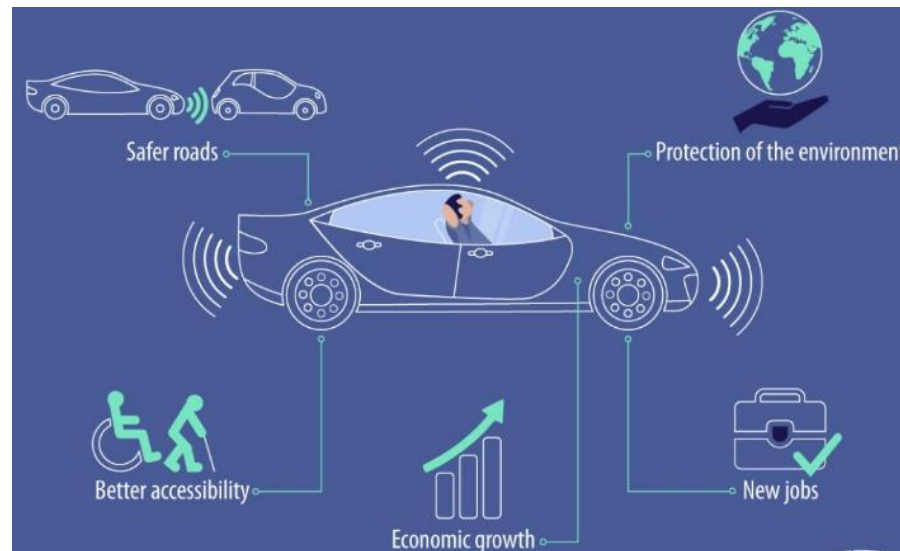 Safer roads
Protection of the environment
Better accessibility
New jobs
Economic growth